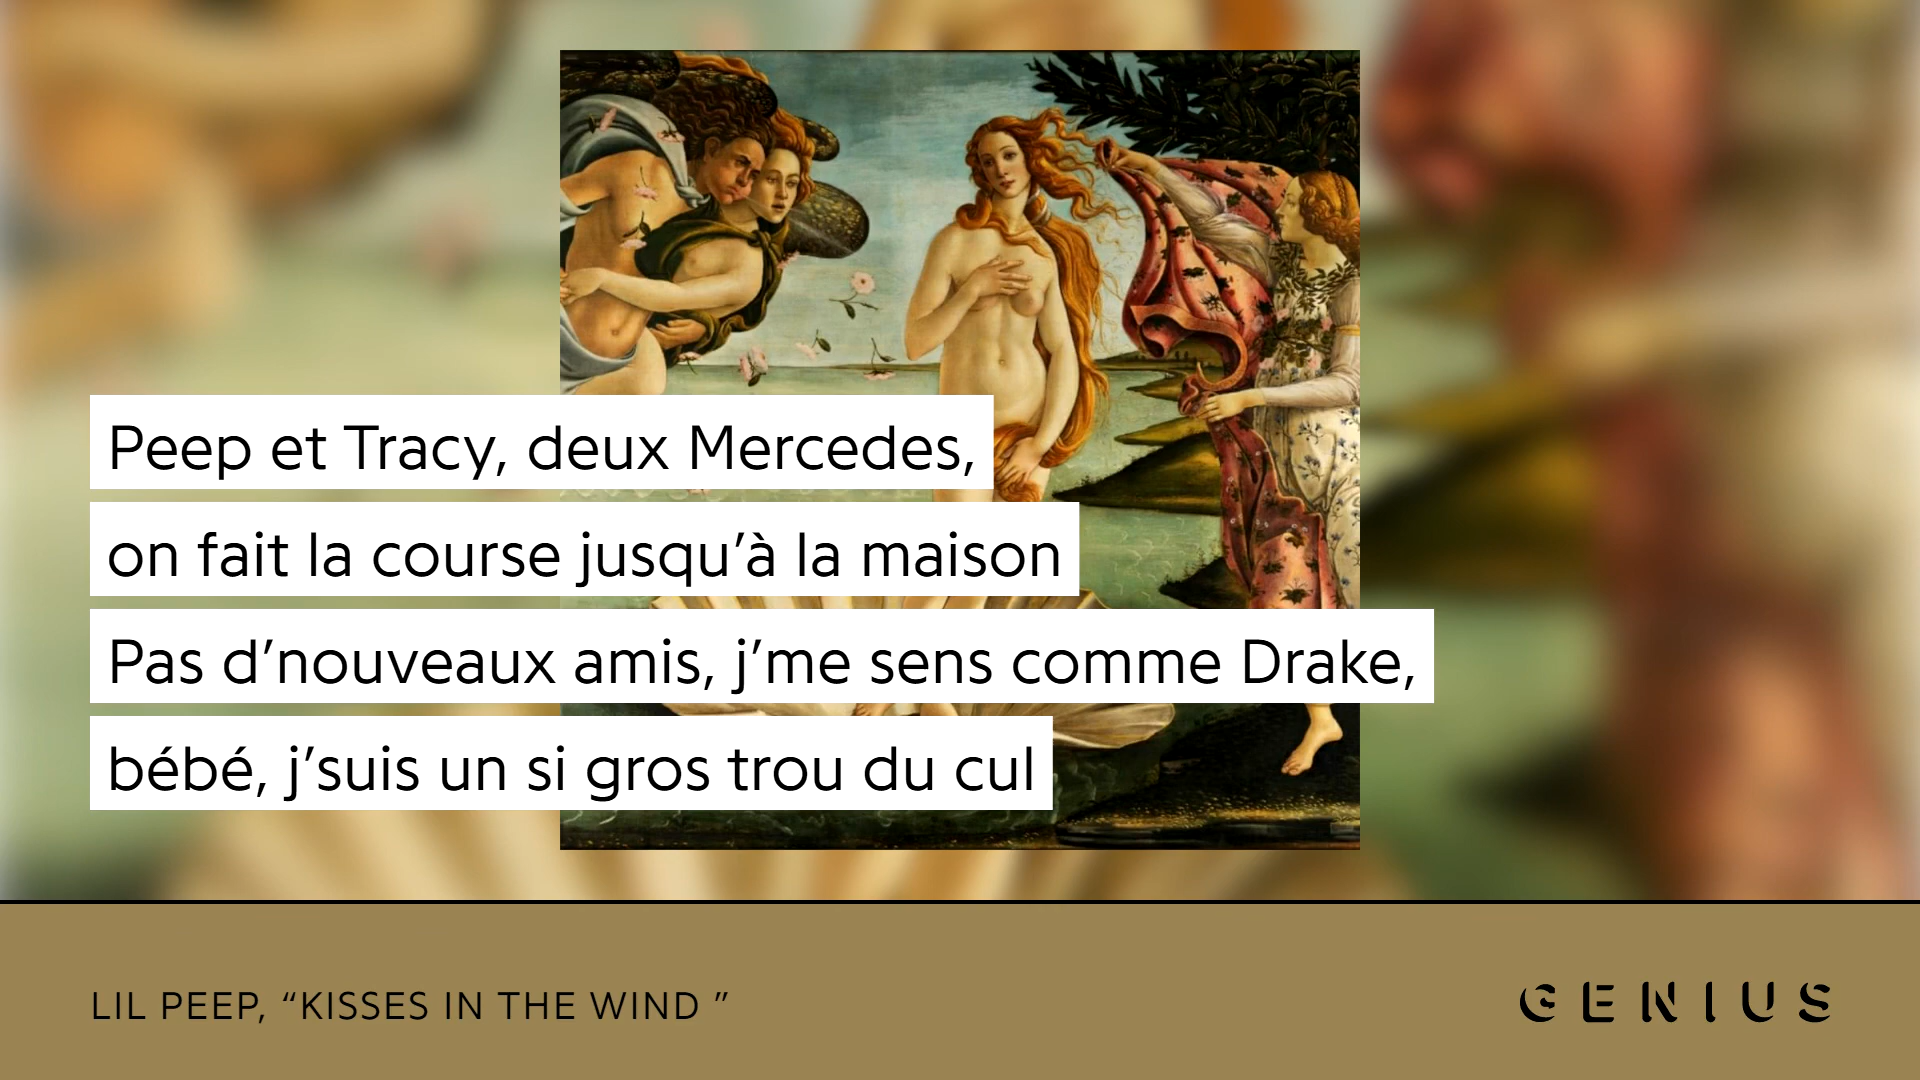 Peep et Tracy, deux Mercedes,
on fait la course jusqu’à la maison
Pas d’nouveaux amis, j’me sens comme Drake,
bébé, j’suis un si gros trou du cul
LIL PEEP, “KISSES IN THE WIND ”
GENIUS